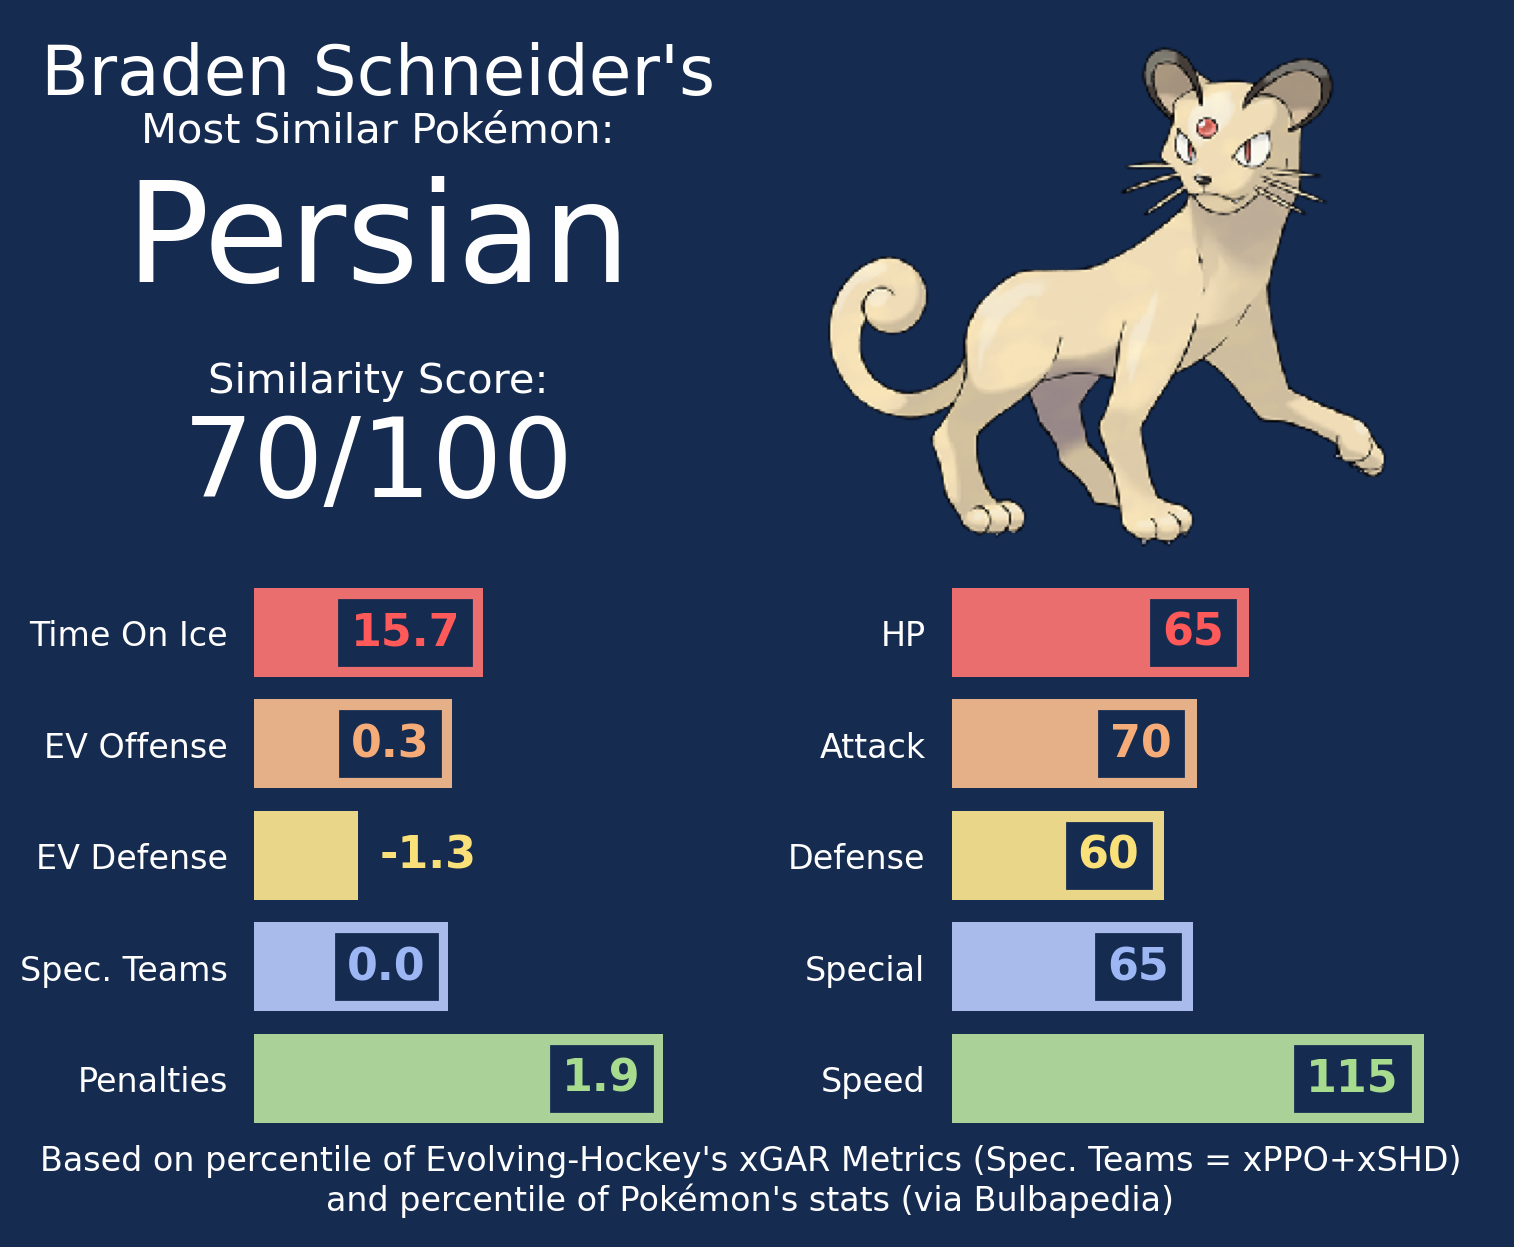 Braden Schneider's
Most Similar Pokémon:
Persian
Similarity Score:
70/100
Time On Ice 15.7
EV Offense 0.3
EV Defense -1.3
Spec. Teams 0.0
Penalties 1.9
HP 65
Attack 70
Defense 60
Special 65
Speed 115
Based on percentile of Evolving-Hockey's xGAR Metrics (Spec. Teams = xPPO+xSHD)
and percentile of Pokémon's stats (via Bulbapedia)